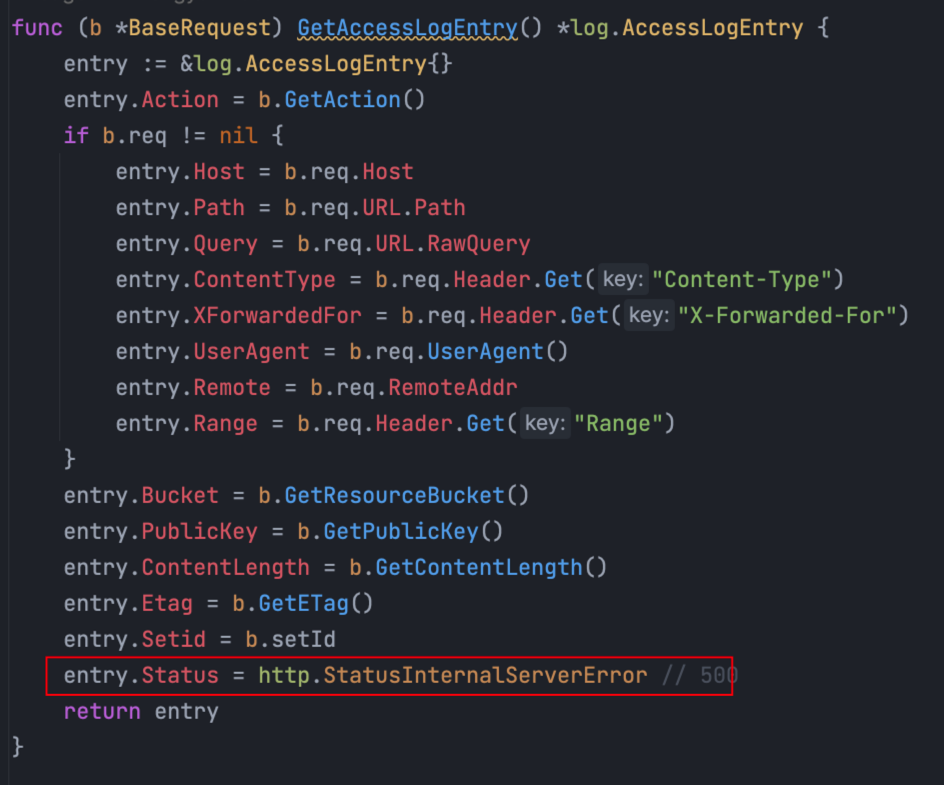 func (b *BaseRequest) GetAccessLogEntry() *log.AccessLogEntry {
    entry := &log.AccessLogEntry{}
    entry.Action = b.GetAction()
    if b.req != nil {
        entry.Host = b.req.Host
        entry.Path = b.req.URL.Path
        entry.Query = b.req.URL.RawQuery
        entry.ContentType = b.req.Header.Get( key: "Content-Type")
        entry.XForwardedFor = b.req.Header.Get( key: "X-Forwarded-For")
        entry.UserAgent = b.req.UserAgent()
        entry.Remote = b.req.RemoteAddr
        entry.Range = b.req.Header.Get( key: "Range")
    }
    entry.Bucket = b.GetResourceBucket()
    entry.PublicKey = b.GetPublicKey()
    entry.ContentLength = b.GetContentLength()
    entry.Etag = b.GetETag()
    entry.Setid = b.setId
    entry.Status = http.StatusInternalServerError // 500
    return entry
}